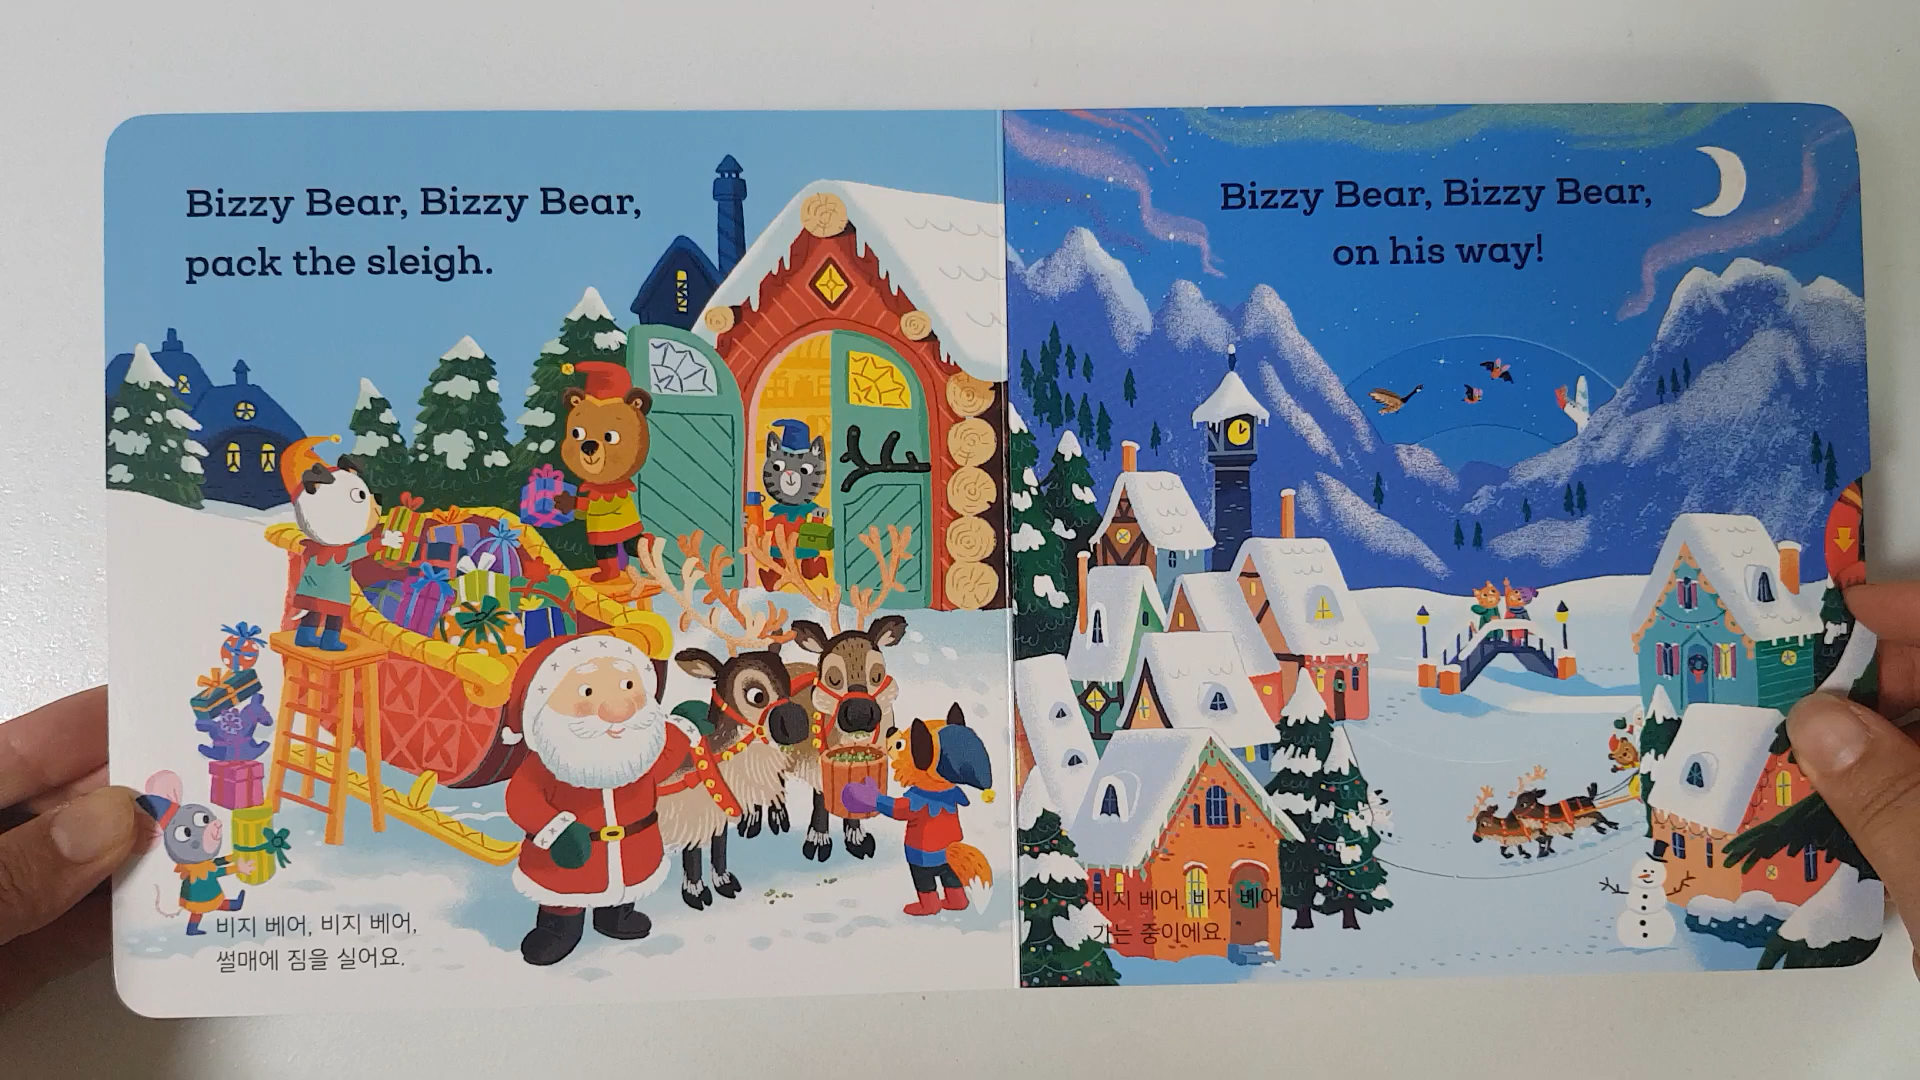 Bizzy Bear, Bizzy Bear,
pack the sleigh.
비지 베어, 비지 베어,
썰매에 짐을 실어요.
Bizzy Bear, Bizzy Bear,
on his way!
비지 베어, 비지 베어
가는 중이에요.